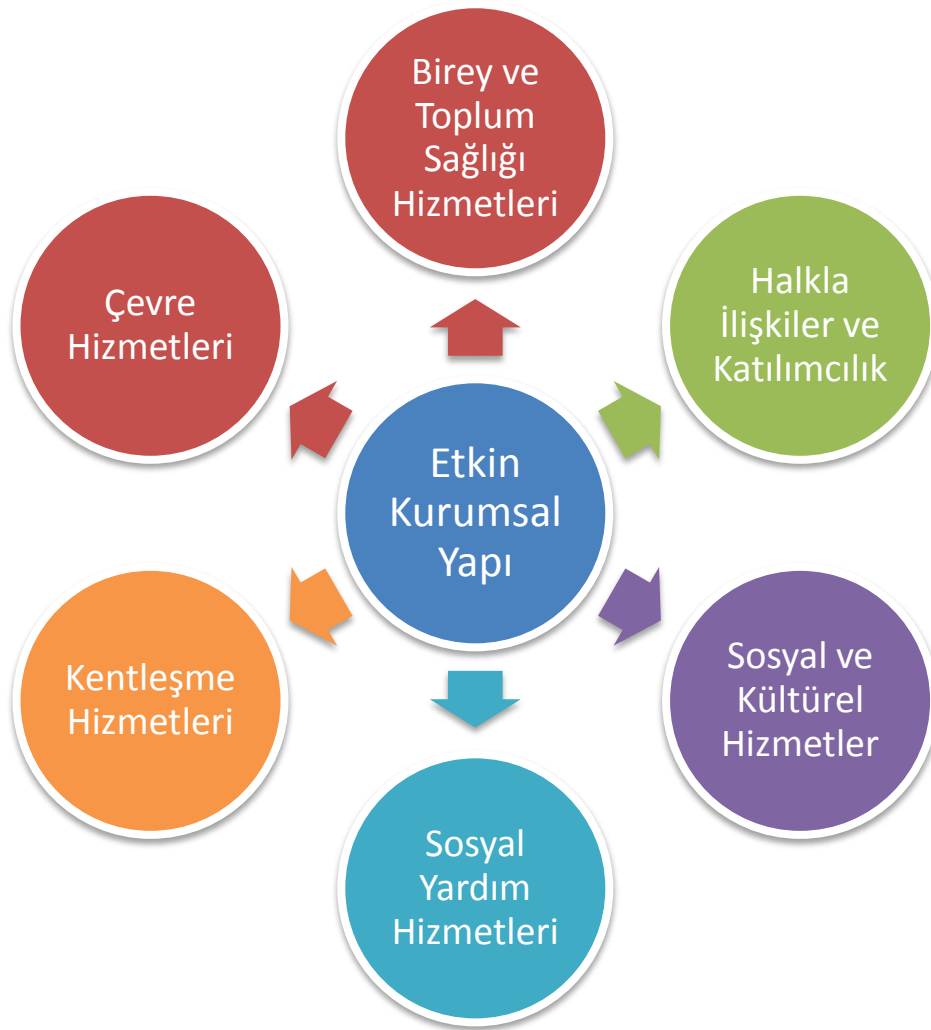 Birey ve
Toplum
Sağlığı
Hizmetleri
Halkla
İlişkiler ve
Katılımcılık
Sosyal ve
Kültürel
Hizmetler
Sosyal
Yardım
Hizmetleri
Kentleşme
Hizmetleri
Çevre
Hizmetleri
Etkin
Kurumsal
Yapı